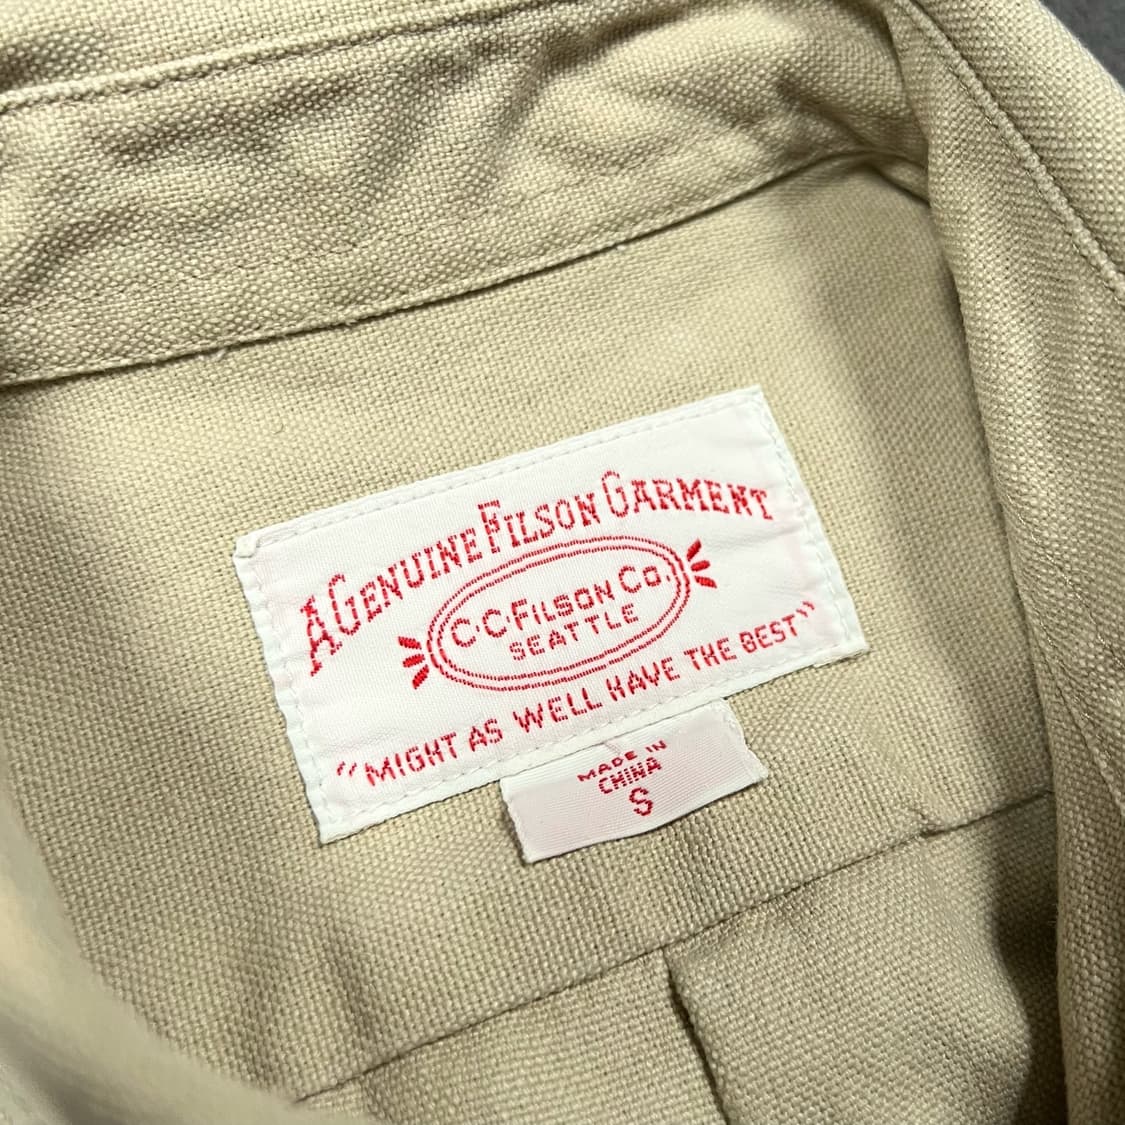 A GENUINE FILSON GARMENT
C.C. FILSON CO.
SEATTLE
"MIGHT AS WELL HAVE THE BEST"
MADE IN
CHINA
S